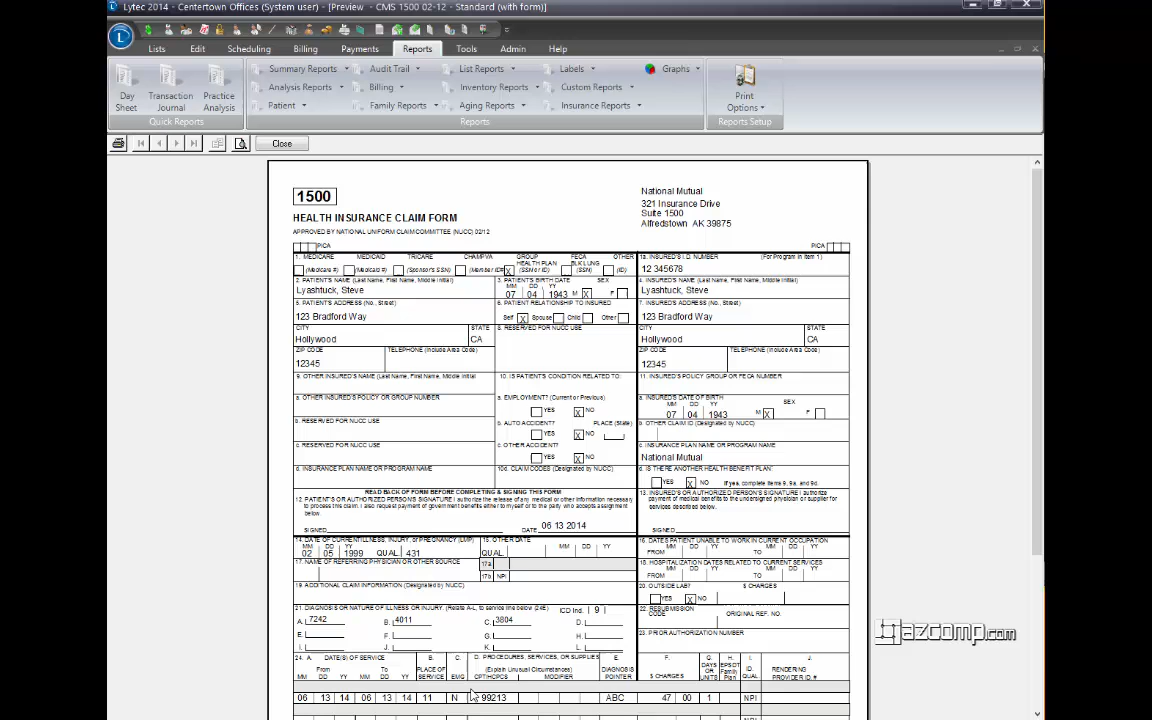 Lytec 2014 - Centertown Offices (System user) - [Preview - CMS 1500 02-12 - Standard (with form)]
Lists Edit Scheduling Billing Payments Reports Tools Admin Help
Day Sheet
Transaction Journal
Practice Analysis
Quick Reports
Summary Reports Audit Trail List Reports Labels Graphs
Analysis Reports Billing Inventory Reports Custom Reports
Patient Family Reports Aging Reports Insurance Reports
Reports
Print Options
Reports Setup
Close
1500
HEALTH INSURANCE CLAIM FORM
APPROVED BY NATIONAL UNIFORM CLAIM COMMITTEE (NUCC) 02/12
National Mutual
321 Insurance Drive
Suite 1500
Alfredstown AK 39875
PICA PICA
1. MEDICARE MEDICAID TRICARE CHAMPVA GROUP HEALTH PLAN FECA BLK LUNG OTHER
(Medicare #) (Medicaid #) (Sponsor's SSN) (Member ID#) X (SSN or ID) (SSN) (ID)
1a. INSURED'S I.D. NUMBER (For Program in Item 1)
12 345678
2. PATIENT'S NAME (Last Name, First Name, Middle Initial)
Lyashtuck, Steve
3. PATIENT'S BIRTH DATE SEX
MM DD YY
07 04 1943 M X F
4. INSURED'S NAME (Last Name, First Name, Middle Initial)
Lyashtuck, Steve
5. PATIENT'S ADDRESS (No., Street)
123 Bradford Way
6. PATIENT RELATIONSHIP TO INSURED
Self X Spouse Child Other
7. INSURED'S ADDRESS (No., Street)
123 Bradford Way
CITY STATE
Hollywood CA
8. RESERVED FOR NUCC USE
CITY STATE
Hollywood CA
ZIP CODE TELEPHONE (Include Area Code)
12345
ZIP CODE TELEPHONE (Include Area Code)
12345
9. OTHER INSURED'S NAME (Last Name, First Name, Middle Initial
10. IS PATIENT'S CONDITION RELATED TO:
11. INSURED'S POLICY GROUP OR FECA NUMBER
a. OTHER INSURED'S POLICY OR GROUP NUMBER
a. EMPLOYMENT? (Current or Previous)
YES X NO
a. INSURED'S DATE OF BIRTH SEX
MM DD YY
07 04 1943 M X F
b. RESERVED FOR NUCC USE
b. AUTO ACCIDENT? PLACE (State)
YES X NO
b. OTHER CLAIM ID (Designated by NUCC)
c. RESERVED FOR NUCC USE
c. OTHER ACCIDENT?
YES X NO
c. INSURANCE PLAN NAME OR PROGRAM NAME
National Mutual
d. INSURANCE PLAN NAME OR PROGRAM NAME
10d. CLAIM CODES (Designated by NUCC)
d. IS THERE ANOTHER HEALTH BENEFIT PLAN
YES X NO If yes, complete items 9, 9a. and 9d.
READ BACK OF FORM BEFORE COMPLETING & SIGNING THIS FORM
12. PATIENT'S OR AUTHORIZED PERSON'S SIGNATURE I authorize the release of any medical or other information necessary
to process this claim. I also request payment of government benefits either to myself or to the party who accepts assignment
below.
SIGNED DATE 06 13 2014
13. INSURED'S OR AUTHORIZED PERSON'S SIGNATURE I authorize
payment of medical benefits to the undersigned physician or supplier for
services described below.
SIGNED
14. DATE OF CURRENT ILLNESS, INJURY, or PREGNANCY (LMP)
MM DD YY
02 05 1999 QUAL 431
15. OTHER DATE
QUAL MM DD YY
16. DATES PATIENT UNABLE TO WORK IN CURRENT OCCUPATION
MM DD YY MM DD YY
FROM TO
17. NAME OF REFERRING PHYSICIAN OR OTHER SOURCE
17a
17b NPI
18. HOSPITALIZATION DATES RELATED TO CURRENT SERVICES
MM DD YY MM DD YY
FROM TO
19. ADDITIONAL CLAIM INFORMATION (Designated by NUCC)
20. OUTSIDE LAB? $ CHARGES
YES X NO
21. DIAGNOSIS OR NATURE OF ILLNESS OR INJURY. (Relate A-L to service line below (24E) ICD Ind. 9
A. 7242 B. 4011 C. 3804 D.
E. F. G. H.
I. J. K. L.
22. RESUBMISSION CODE ORIGINAL REF. NO.
23. PRIOR AUTHORIZATION NUMBER
24. A. DATE(S) OF SERVICE B. C. D. PROCEDURES, SERVICES, OR SUPPLIES E. F. G. H. I. J.
From To PLACE OF (Explain Unusual Circumstances) DIAGNOSIS DAYS OR EPSDT Family ID. RENDERING
MM DD YY MM DD YY SERVICE EMG CPT/HCPCS MODIFIER POINTER $ CHARGES UNITS Plan QUAL PROVIDER ID. #
06 13 14 06 13 14 11 N 99213 ABC 47 00 1 NPI
azcomp.com